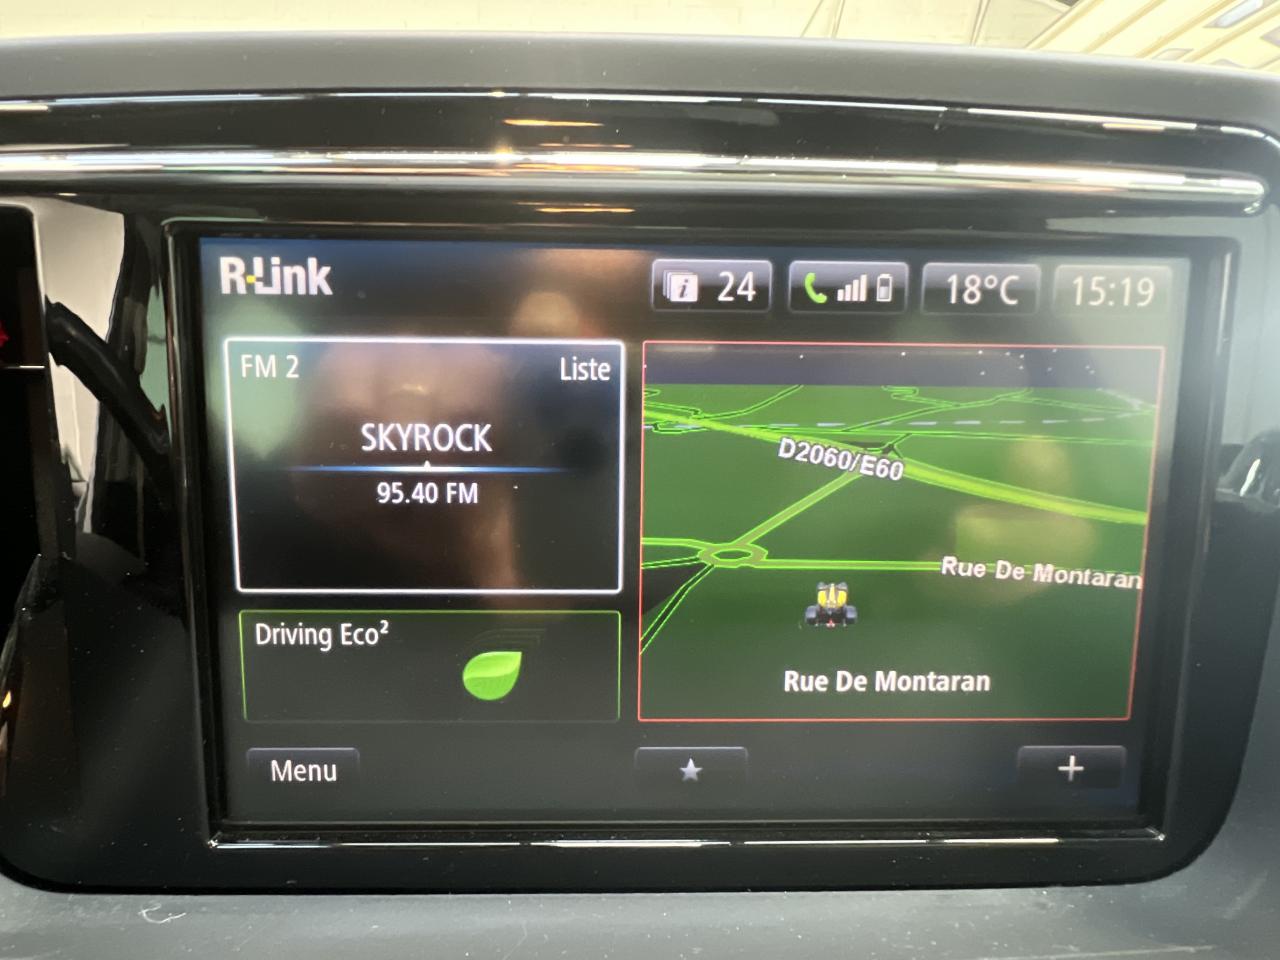 R-Link
24
18°C
15:19
FM 2
Liste
SKYROCK
95.40 FM
D2060/E60
Rue De Montaran
Rue De Montaran
Driving Eco²
Menu